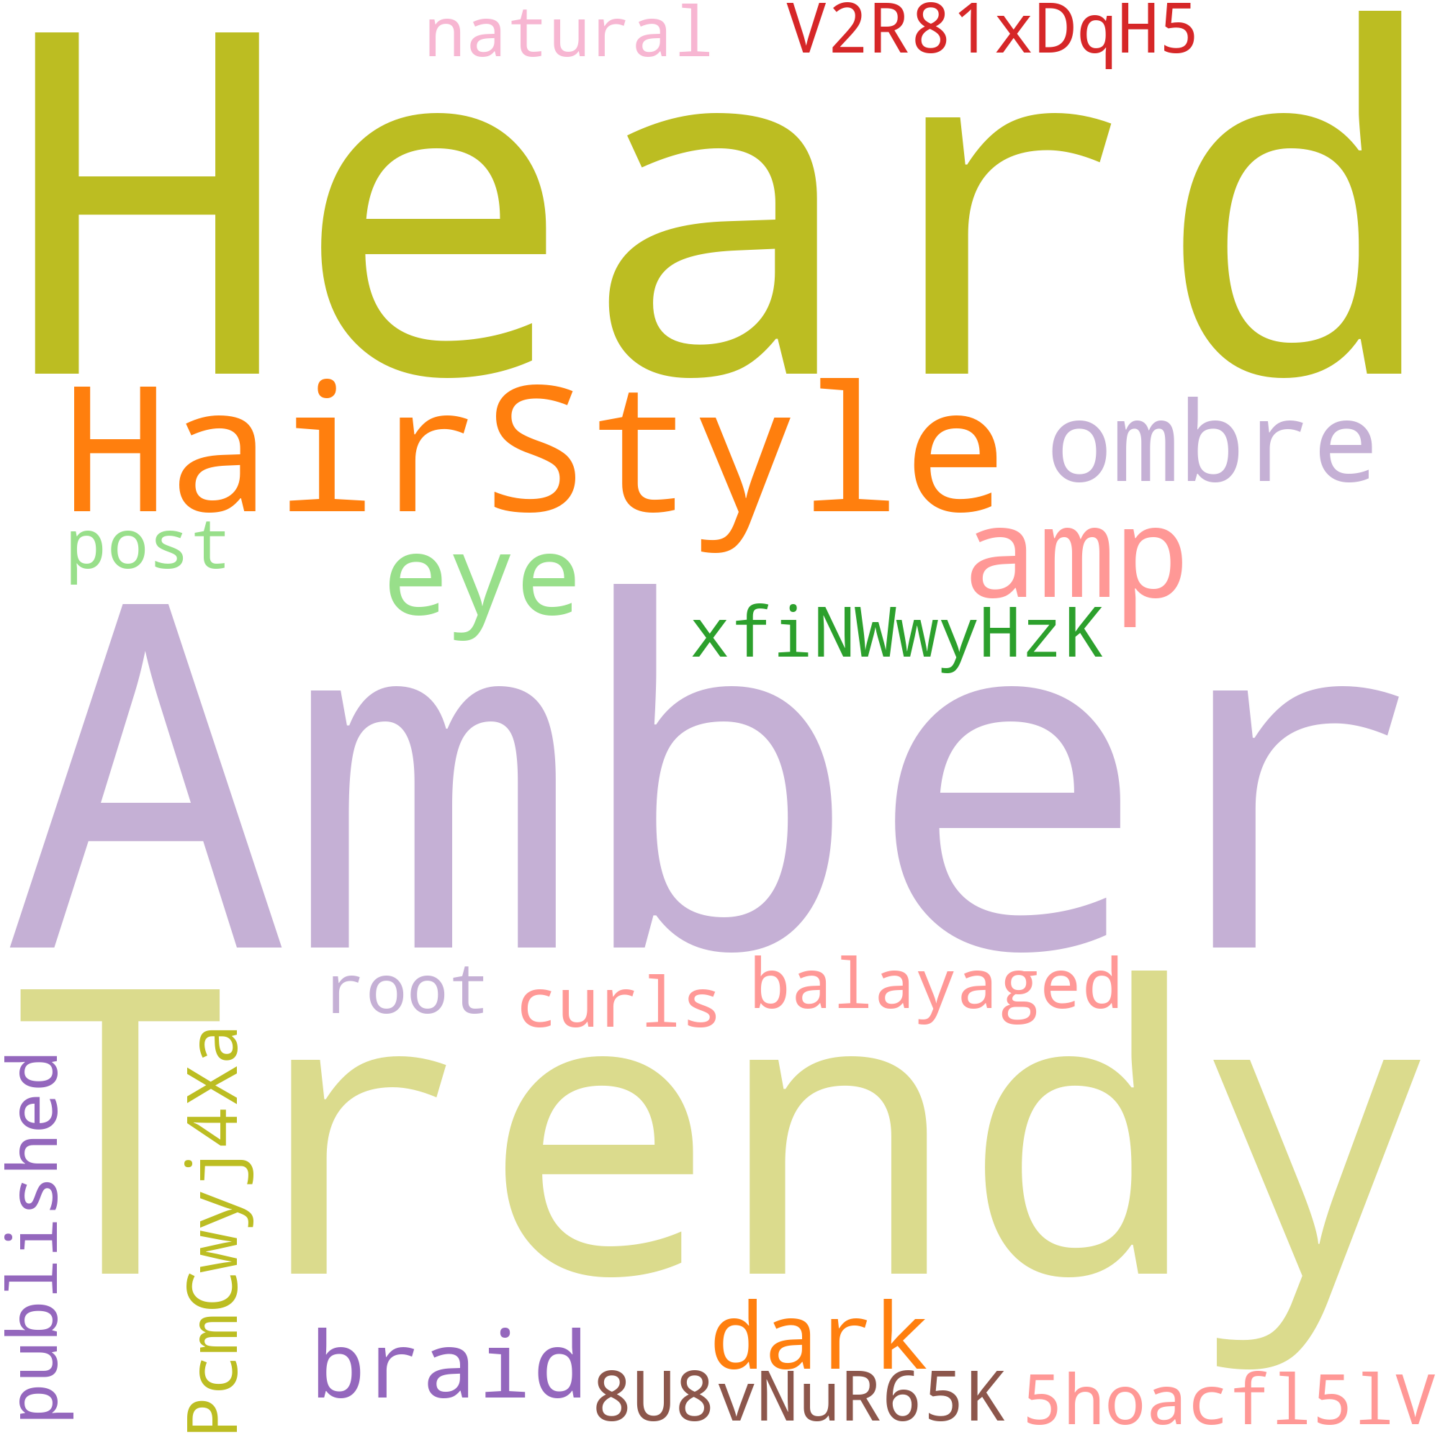 natural
V2R81xDqH5
Heard
HairStyle
ombre
post
eye
amp
xfiNWwyHzK
Amber
root
curls
balayaged
Trendy
published
PcmCwyj4Xa
braid
dark
8U8vNuR65K
5hoacfl5lV